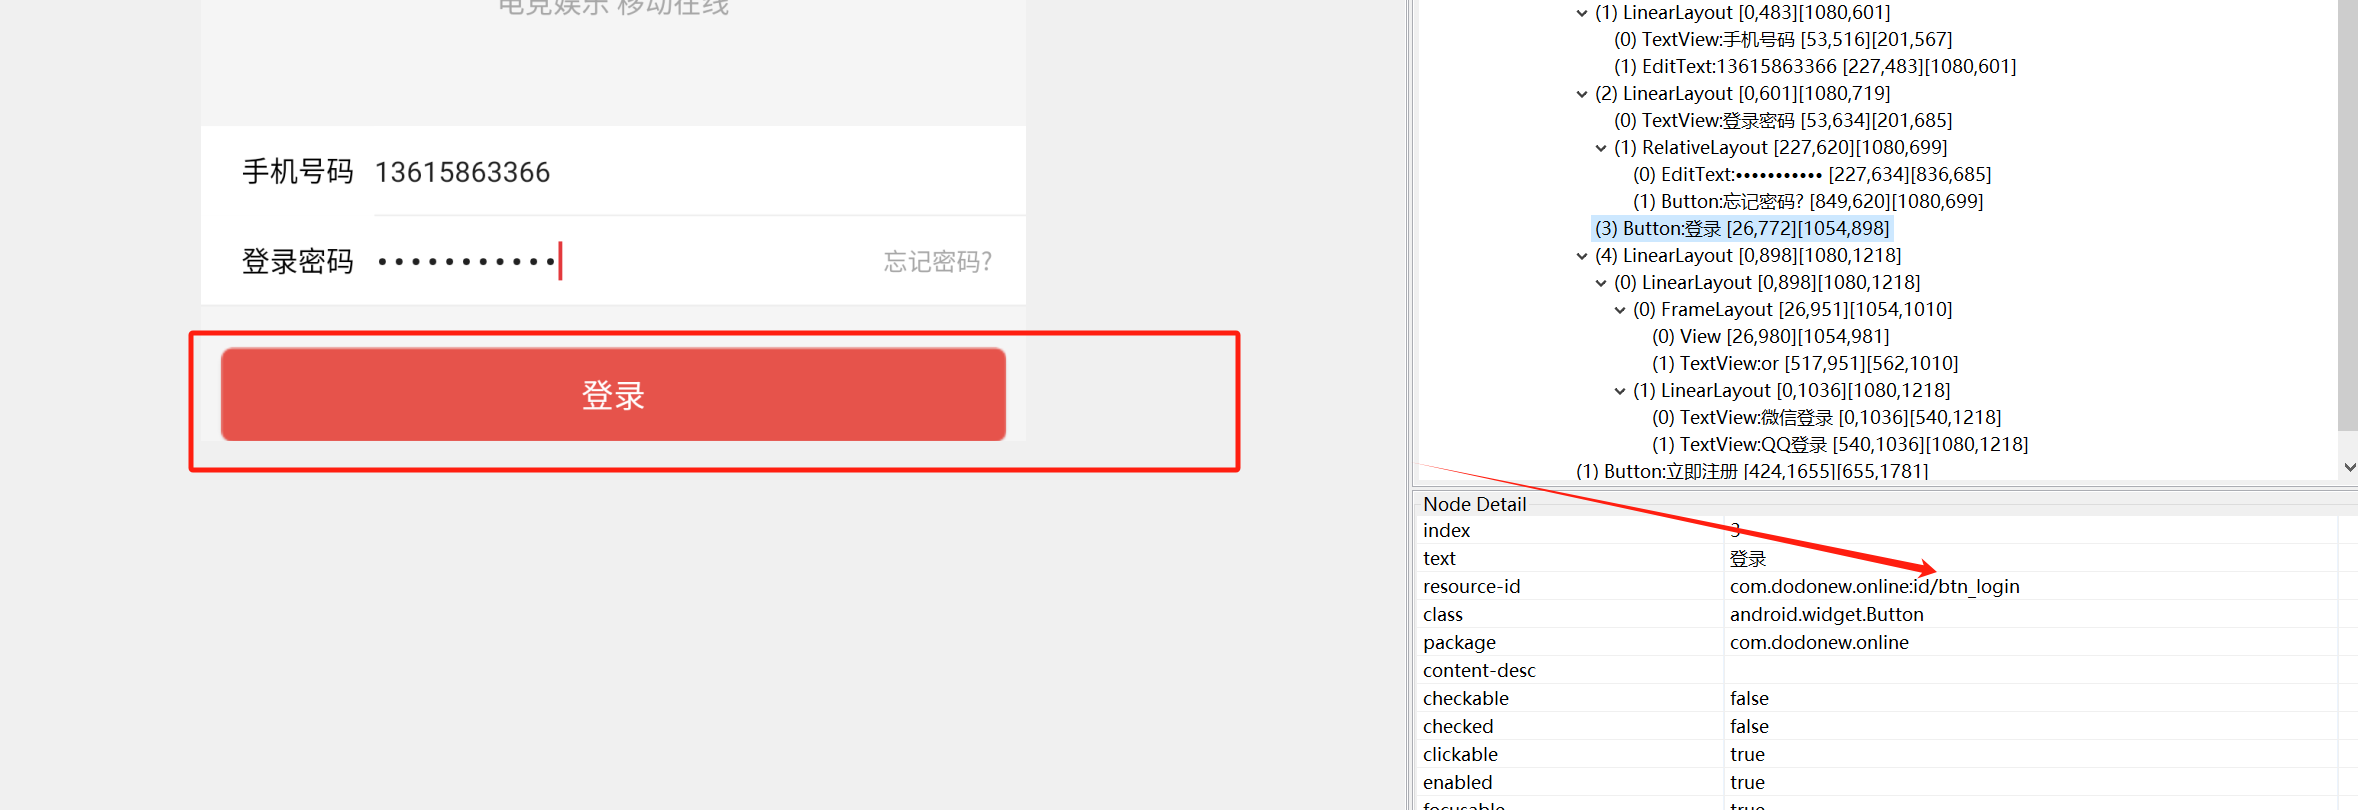 电竞娱乐 移动在线
手机号码 13615863366
登录密码 •••••••••••
忘记密码?
登录
(1) LinearLayout [0,483][1080,601]
(0) TextView:手机号码 [53,516][201,567]
(1) EditText:13615863366 [227,483][1080,601]
(2) LinearLayout [0,601][1080,719]
(0) TextView:登录密码 [53,634][201,685]
(1) RelativeLayout [227,620][1080,699]
(0) EditText:••••••••••• [227,634][836,685]
(1) Button:忘记密码? [849,620][1080,699]
(3) Button:登录 [26,772][1054,898]
(4) LinearLayout [0,898][1080,1218]
(0) LinearLayout [0,898][1080,1218]
(0) FrameLayout [26,951][1054,1010]
(0) View [26,980][1054,981]
(1) TextView:or [517,951][562,1010]
(1) LinearLayout [0,1036][1080,1218]
(0) TextView:微信登录 [0,1036][540,1218]
(1) TextView:QQ登录 [540,1036][1080,1218]
(1) Button:立即注册 [424,1655][655,1781]
Node Detail
index 3
text 登录
resource-id com.dodonew.online:id/btn_login
class android.widget.Button
package com.dodonew.online
content-desc
checkable false
checked false
clickable true
enabled true
focusable true